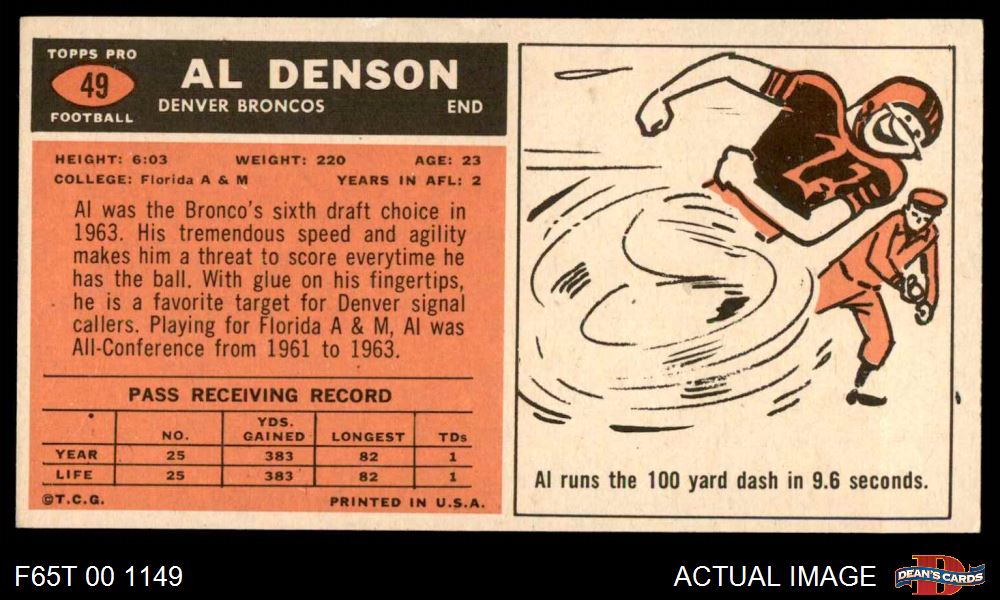 TOPPS PRO
49
FOOTBALL
AL DENSON
DENVER BRONCOS END
HEIGHT: 6:03 WEIGHT: 220 AGE: 23
COLLEGE: Florida A & M YEARS IN AFL: 2
Al was the Bronco's sixth draft choice in
1963. His tremendous speed and agility
makes him a threat to score everytime he
has the ball. With glue on his fingertips,
he is a favorite target for Denver signal
callers. Playing for Florida A & M, Al was
All-Conference from 1961 to 1963.
PASS RECEIVING RECORD
NO. YDS. GAINED LONGEST TDs
YEAR 25 383 82 1
LIFE 25 383 82 1
©T.C.G. PRINTED IN U.S.A.
Al runs the 100 yard dash in 9.6 seconds.
F65T 00 1149
ACTUAL IMAGE
D
DEAN'S CARDS